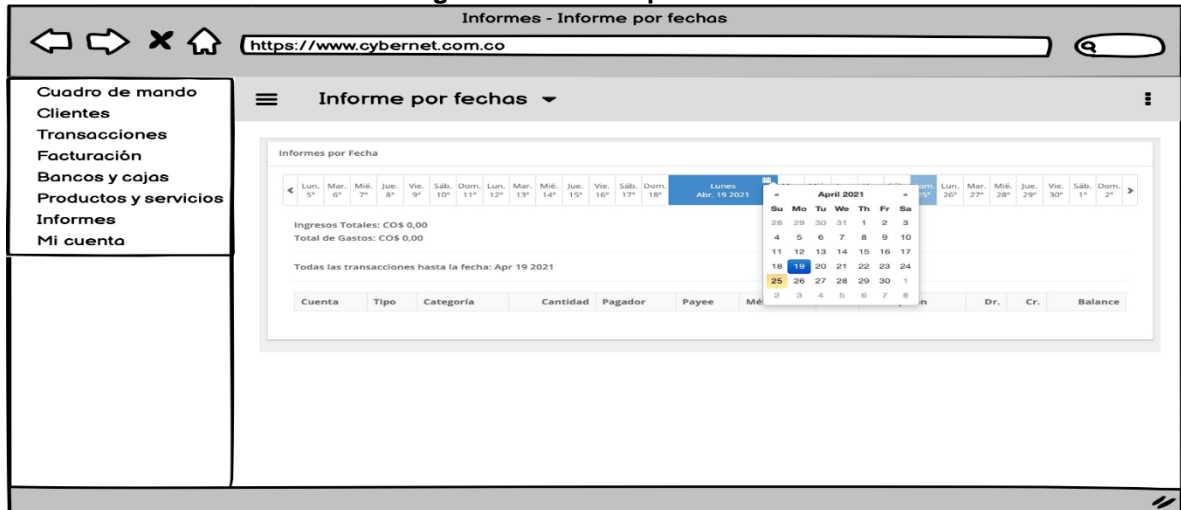 Informes - Informe por fechas
https://www.cybernet.com.co
Cuadro de mando
Clientes
Transacciones
Facturación
Bancos y cajas
Productos y servicios
Informes
Mi cuenta
Informe por fechas
Informes por Fecha
Lun. Mar. Mié. Jue. Vie. Sáb. Dom. Lun. Mar. Mié. Jue. Vie. Sáb. Dom. Lunes Lun. Mar. Mié. Jue. Vie. Sáb. Dom.
5° 6° 7° 8° 9° 10° 11° 12° 13° 14° 15° 16° 17° 18° Abr. 19 2021 25° 26° 27° 28° 29° 30° 1° 2°
Ingresos Totales: CO$ 0,00
Total de Gastos: CO$ 0,00
Todas las transacciones hasta la fecha: Apr 19 2021
Cuenta Tipo Categoría Cantidad Pagador Payee Dr. Cr. Balance
« April 2021 »
Su Mo Tu We Th Fr Sa
28 29 30 31 1 2 3
4 5 6 7 8 9 10
11 12 13 14 15 16 17
18 19 20 21 22 23 24
25 26 27 28 29 30 1
2 3 4 5 6 7 8